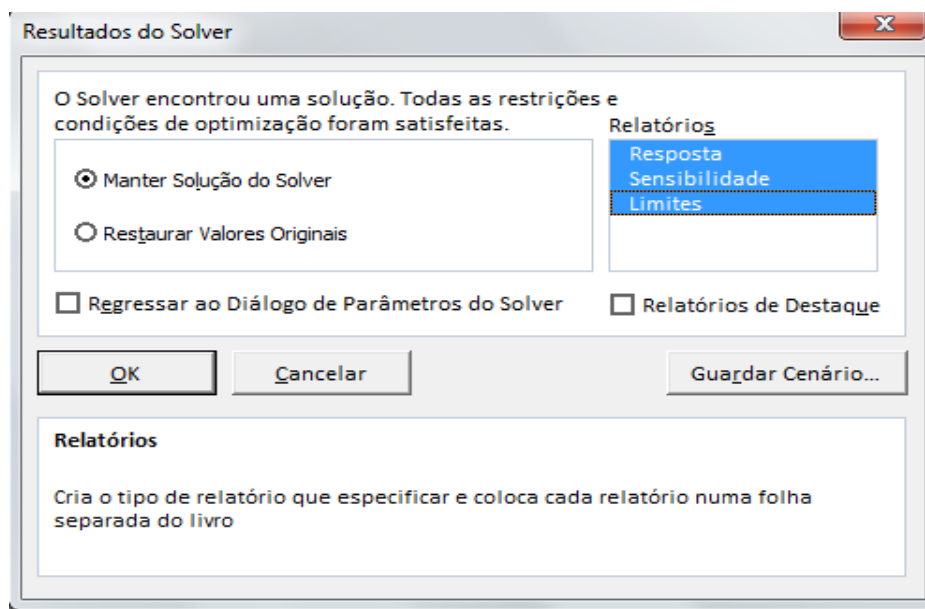 Resultados do Solver
O Solver encontrou uma solução. Todas as restrições e
condições de optimização foram satisfeitas.
Relatórios
Resposta
Sensibilidade
Limites
Manter Solução do Solver
Restaurar Valores Originais
Regressar ao Diálogo de Parâmetros do Solver
Relatórios de Destaque
OK
Cancelar
Guardar Cenário...
Relatórios
Cria o tipo de relatório que especificar e coloca cada relatório numa folha
separada do livro